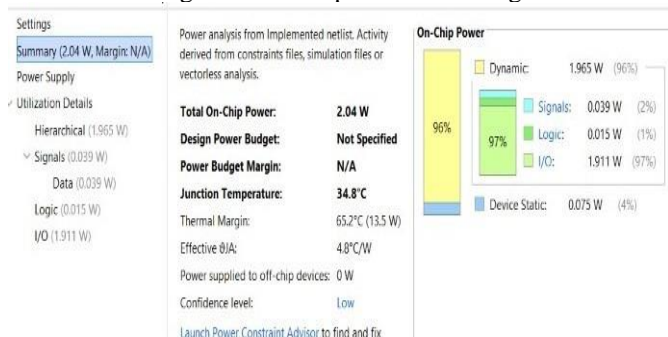 Settings
Summary (2.04 W, Margin: N/A)
Power Supply
Utilization Details
Hierarchical (1.965 W)
Signals (0.039 W)
Data (0.039 W)
Logic (0.015 W)
I/O (1.911 W)
Power analysis from Implemented netlist. Activity
derived from constraints files, simulation files or
vectorless analysis.
Total On-Chip Power: 2.04 W
Design Power Budget: Not Specified
Power Budget Margin: N/A
Junction Temperature: 34.8°C
Thermal Margin: 65.2°C (13.5 W)
Effective θJA: 4.8°C/W
Power supplied to off-chip devices: 0 W
Confidence level: Low
Launch Power Constraint Advisor to find and fix
On-Chip Power
Dynamic: 1.965 W (96%)
Signals: 0.039 W (2%)
96%
97%
Logic: 0.015 W (1%)
I/O: 1.911 W (97%)
Device Static: 0.075 W (4%)